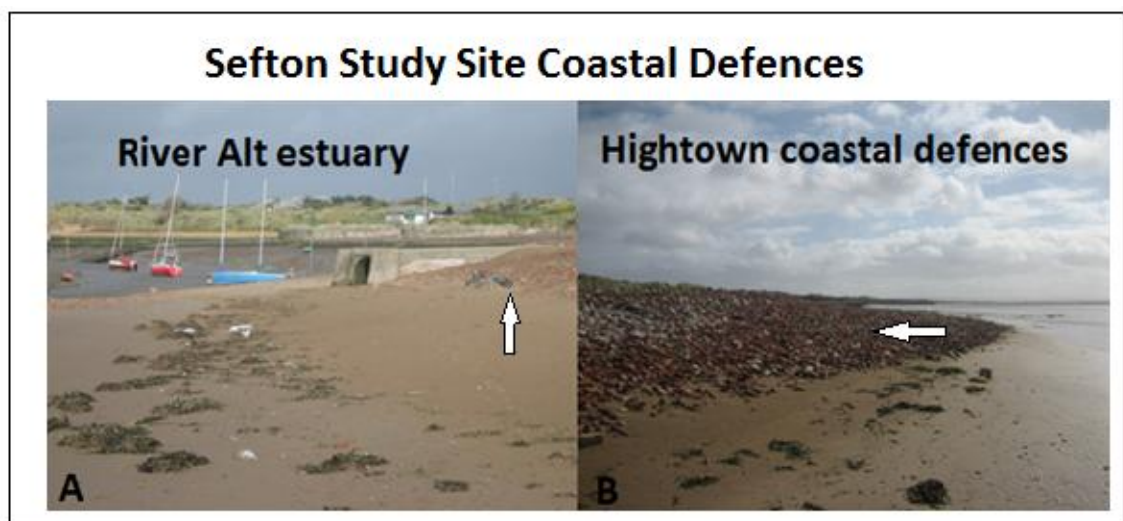 Sefton Study Site Coastal Defences
River Alt estuary
Hightown coastal defences
A
B